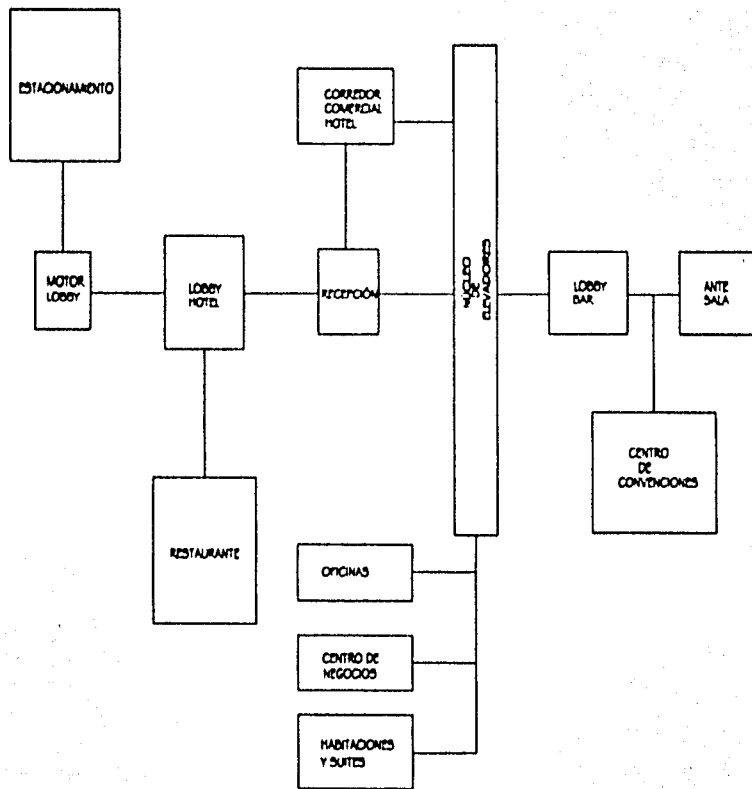 ESTACIONAMIENTO
CORREDOR
COMERCIAL
HOTEL
MOTOR
LOBBY
LOBBY
HOTEL
RECEPCIÓN
NÚCLEO
DE
ELEVADORES
LOBBY
BAR
ANTE
SALA
CENTRO
DE
CONVENCIONES
RESTAURANTE
OFICINAS
CENTRO DE
NEGOCIOS
HABITACIONES
Y SUITES